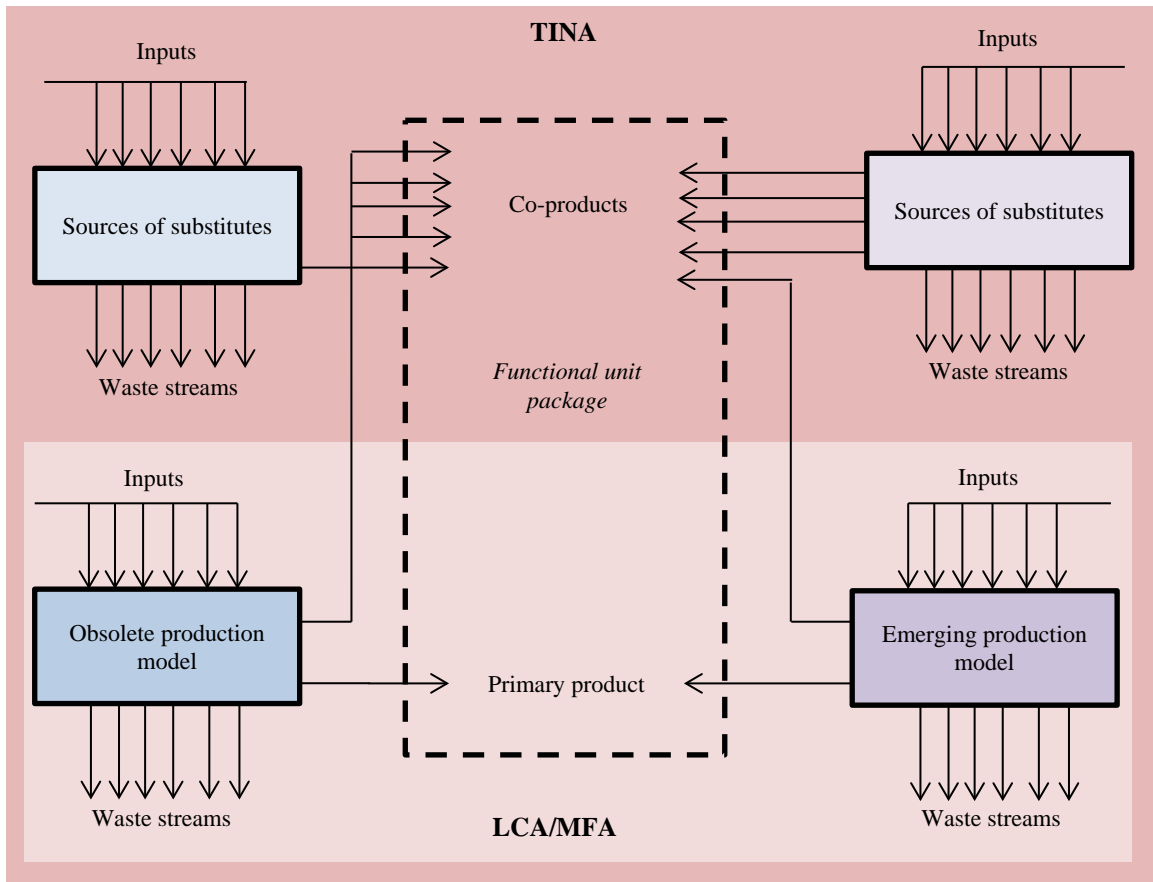 TINA
Inputs
Inputs
Sources of substitutes
Co-products
Sources of substitutes
Functional unit
package
Waste streams
Waste streams
Inputs
Inputs
Obsolete production
model
Emerging production
model
Primary product
Waste streams
Waste streams
LCA/MFA